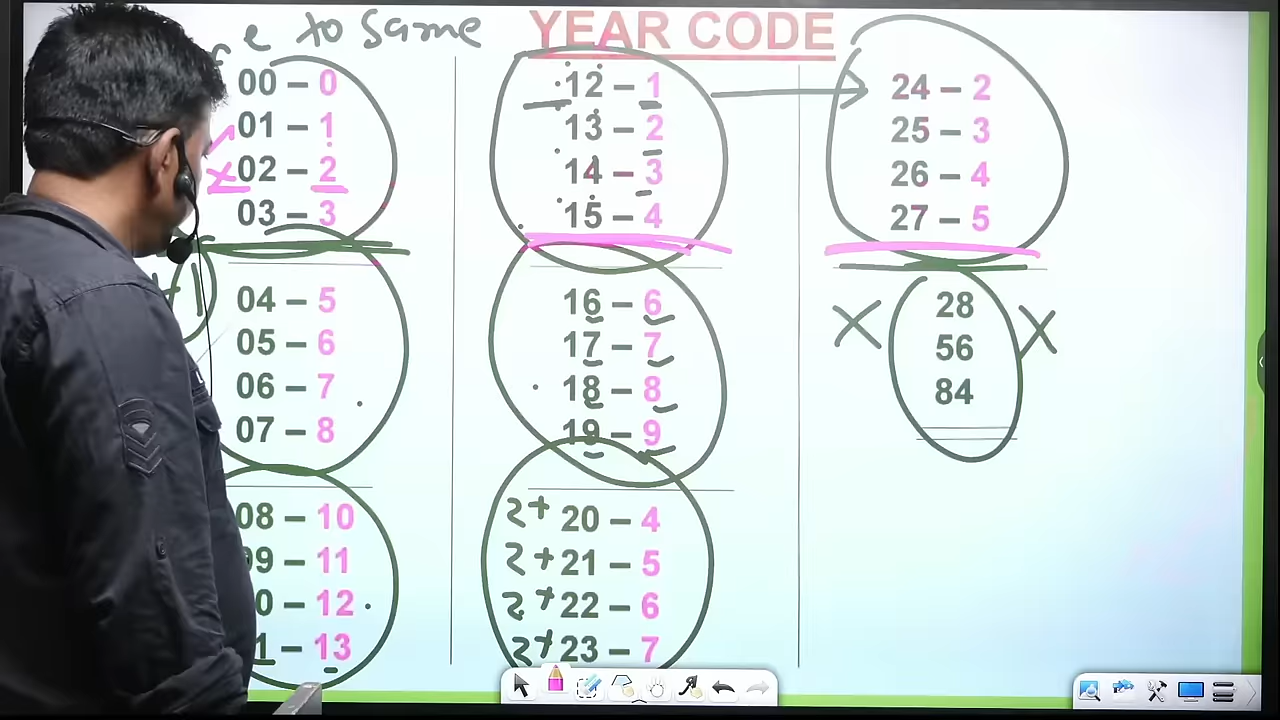 e to Same
YEAR CODE
00 – 0
01 – 1
02 – 2
03 – 3
04 – 5
05 – 6
06 – 7
07 – 8
08 – 10
09 – 11
0 – 12
1 – 13
12 – 1
13 – 2
14 – 3
15 – 4
16 – 6
17 – 7
18 – 8
19 – 9
2+ 20 – 4
2+ 21 – 5
2+ 22 – 6
2+ 23 – 7
24 – 2
25 – 3
26 – 4
27 – 5
28
56
84